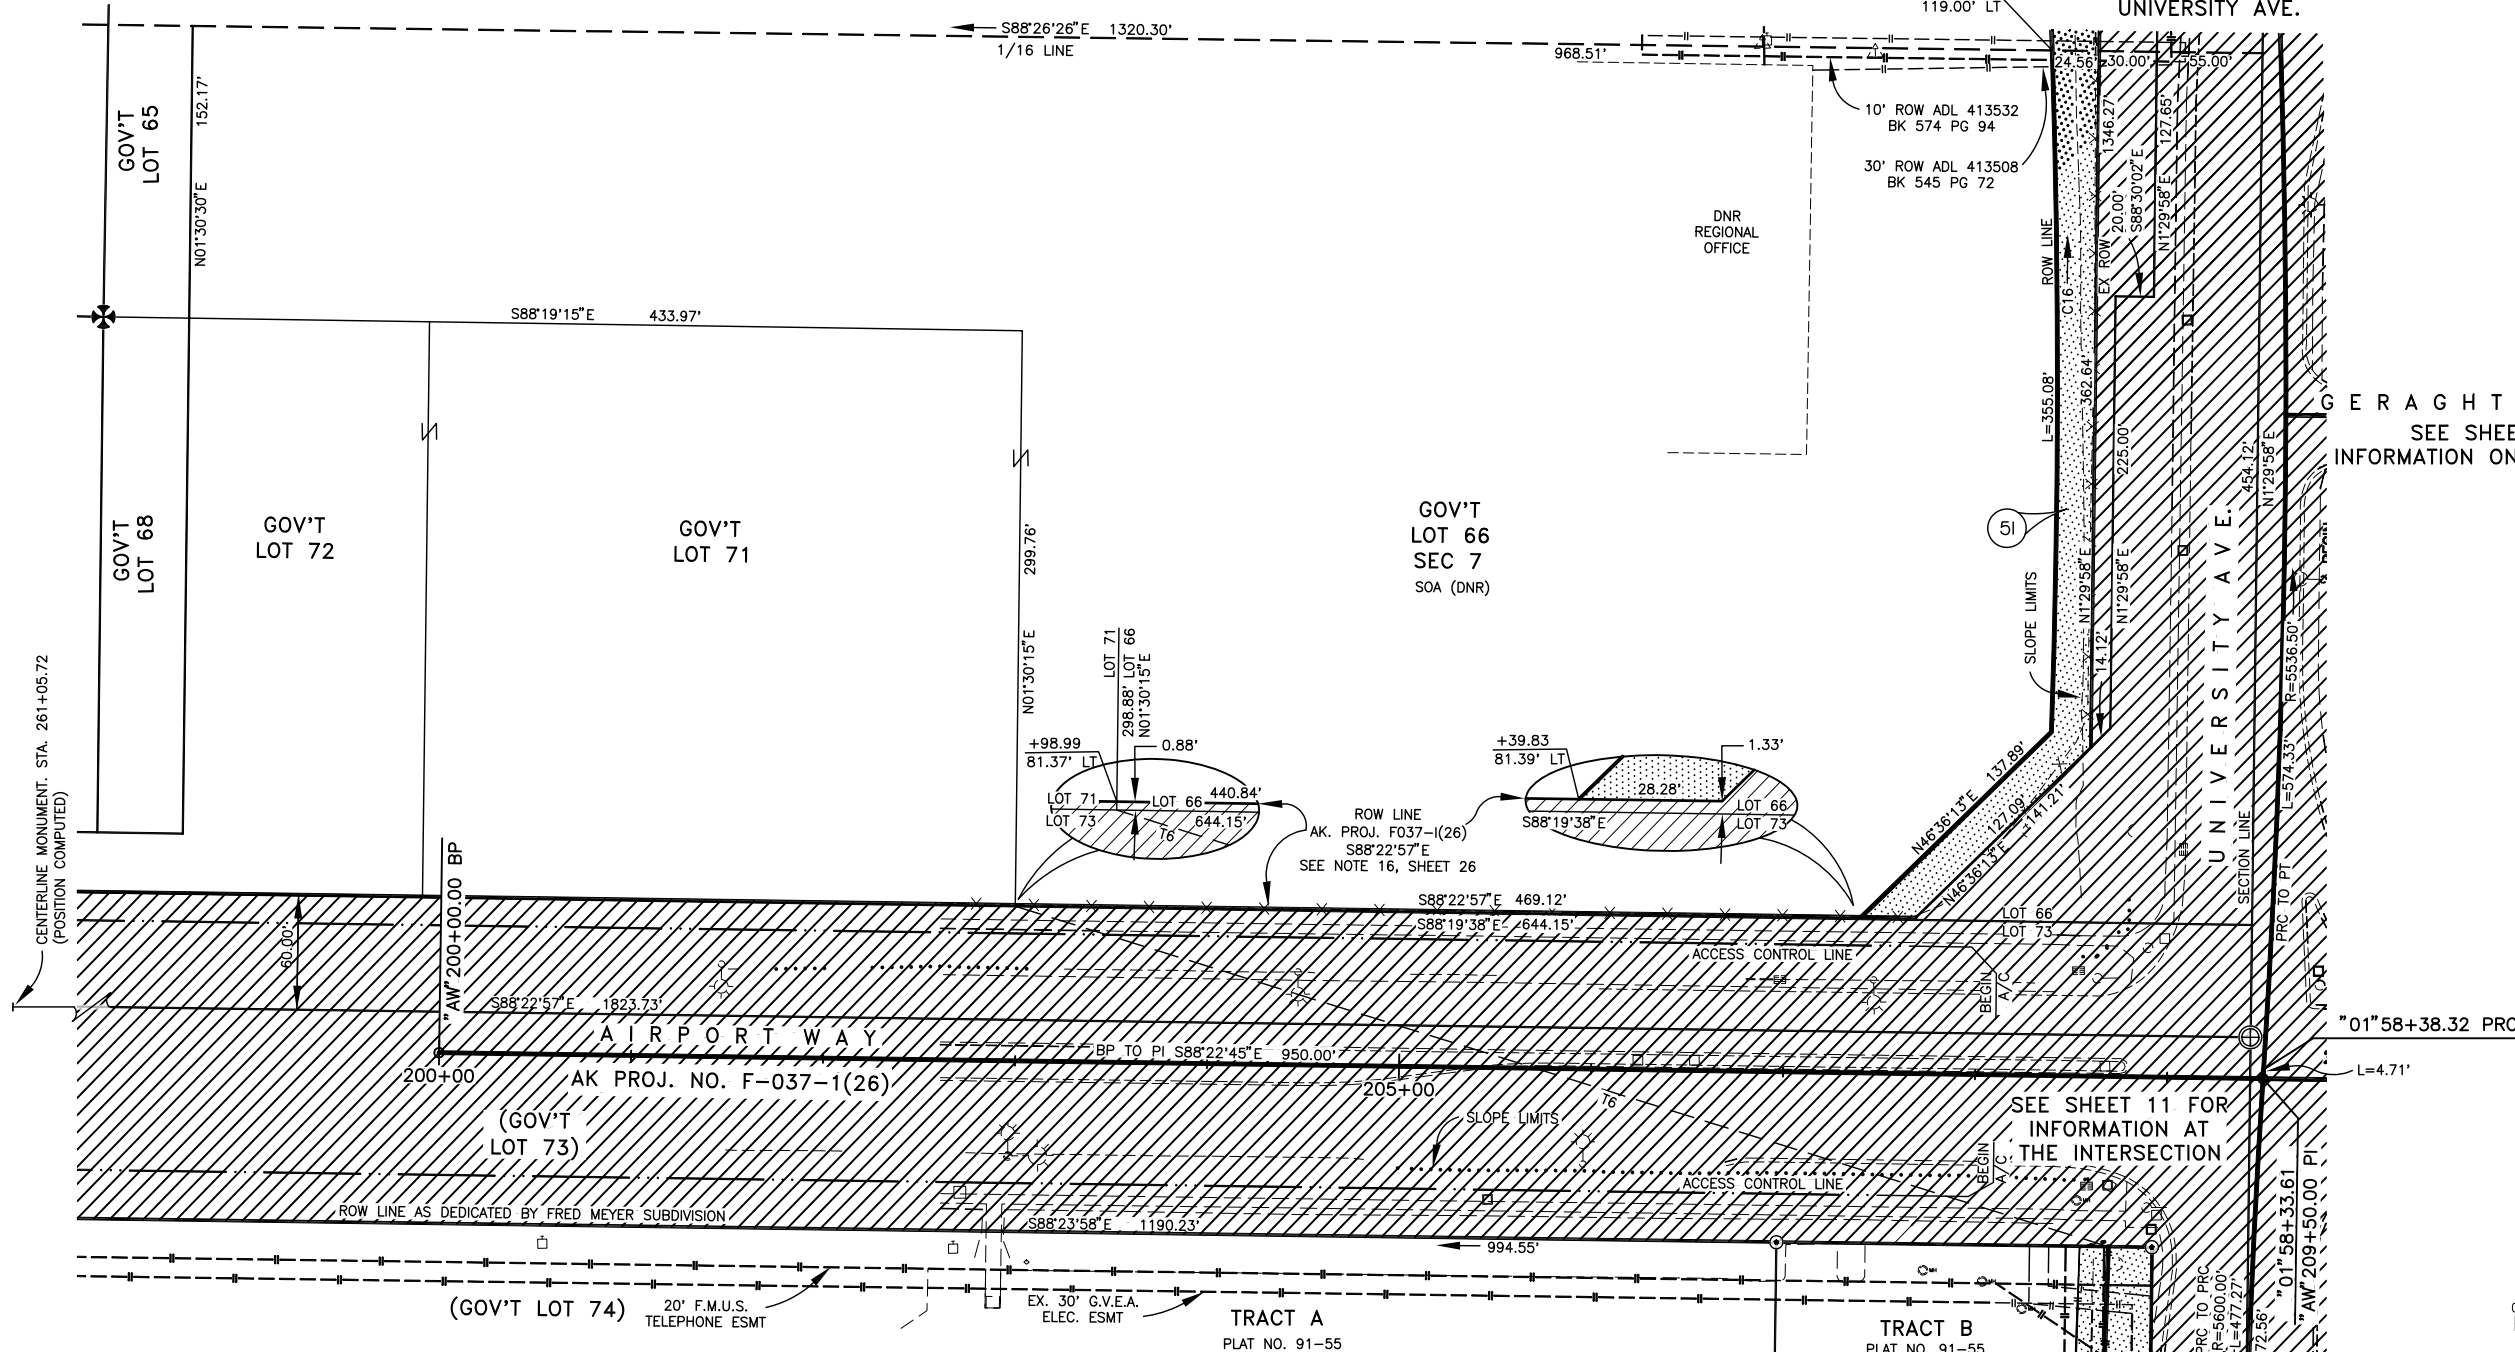 119.00' LT
UNIVERSITY AVE.
S88°26'26"E 1320.30'
1/16 LINE
968.51'
24.56'
30.00'
55.00'
10' ROW ADL 413532
BK 574 PG 94
30' ROW ADL 413508
BK 545 PG 72
GOV'T
LOT 65
152.17'
N01°30'30"E
1346.27'
127.65'
S88°30'02"E
20.00'
N1°29'58"E
DNR
REGIONAL
OFFICE
ROW LINE
EX ROW
C16
S88°19'15"E 433.97'
L=355.08'
362.64'
225.00'
454.12'
N1°29'58"E
GERAGHT
SEE SHEE
INFORMATION ON
GOV'T
LOT 68
GOV'T
LOT 72
GOV'T
LOT 71
299.76'
N01°30'15"E
GOV'T
LOT 66
SEC 7
SOA (DNR)
51
SLOPE LIMITS
N1°29'58"E
N1°29'58"E
14.12'
UNIVERSITY AVE.
R=5536.50'
L=574.33'
LOT 71
LOT 66
298.88'
N01°30'15"E
+98.99
81.37' LT
0.88'
LOT 71
LOT 66
440.84'
LOT 73
T6
644.15'
ROW LINE
AK. PROJ. F037-1(26)
S88°22'57"E
SEE NOTE 16, SHEET 26
+39.83
81.39' LT
1.33'
28.28'
LOT 66
S88°19'38"E
LOT 73
137.89'
N46°36'13"E
127.09'
141.21'
N46°36'13"E
SECTION LINE
PRC TO PT
CENTERLINE MONUMENT. STA. 261+05.72
(POSITION COMPUTED)
"AW"200+00.00 BP
60.00'
S88°22'57"E 469.12'
S88°19'38"E 644.15'
LOT 66
LOT 73
ACCESS CONTROL LINE
BEGIN
A/C
S88°22'57"E 1823.73'
AIRPORT WAY
BP TO PI S88°22'45"E 950.00'
"01"58+38.32 PRC
L=4.71'
200+00
AK PROJ. NO. F-037-1(26)
205+00
T6
(GOV'T
LOT 73)
SLOPE LIMITS
SEE SHEET 11 FOR
INFORMATION AT
THE INTERSECTION
BEGIN
A/C
ACCESS CONTROL LINE
"01"58+33.61
"AW"209+50.00 PI
ROW LINE AS DEDICATED BY FRED MEYER SUBDIVISION
S88°23'58"E 1190.23'
994.55'
(GOV'T LOT 74)
20' F.M.U.S.
TELEPHONE ESMT
EX. 30' G.V.E.A.
ELEC. ESMT
TRACT A
PLAT NO. 91-55
TRACT B
PLAT NO. 91-55
PRC TO PRC
R=5600.00'
L=477.27'
72.56'